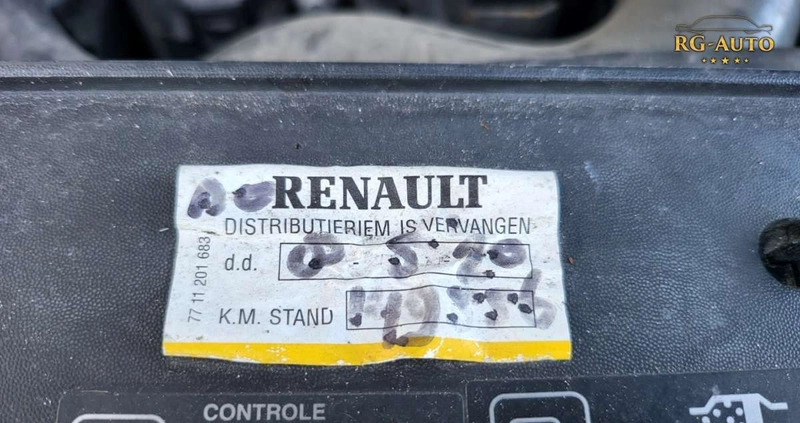 RG-AUTO
RENAULT
DISTRIBUTIERIEM IS VERVANGEN
d.d.
K.M. STAND
77 11 201 683
CONTROLE